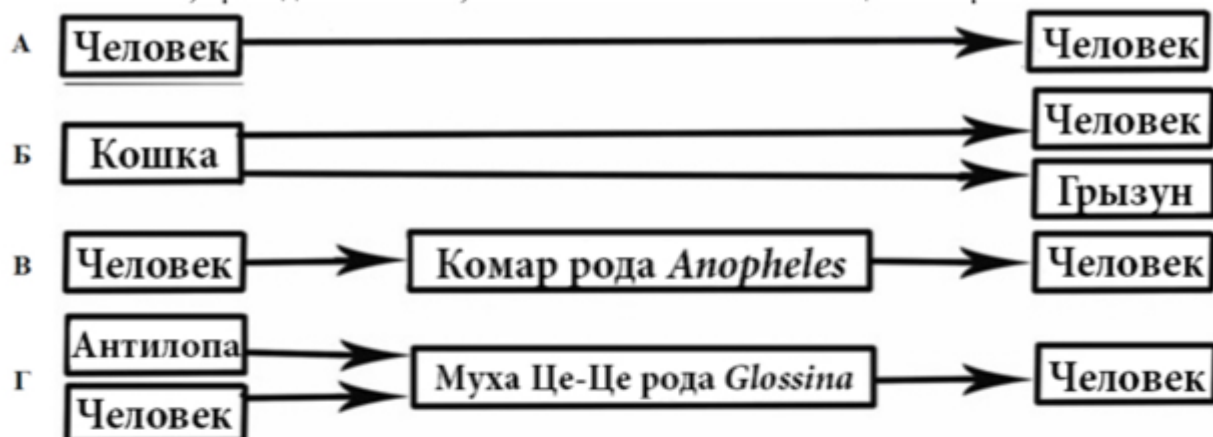 А Человек Человек
Б Кошка Человек
Грызун
В Человек Комар рода Anopheles Человек
Антилопа
Г Муха Це-Це рода Glossina Человек
Человек